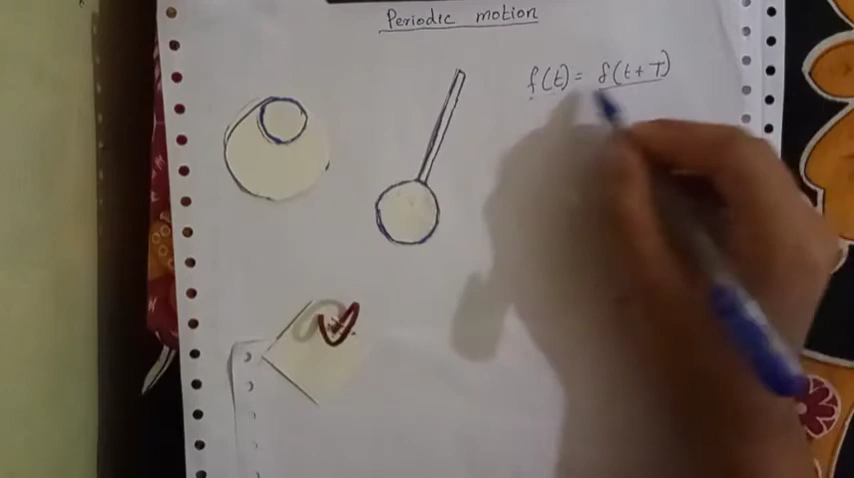 Periodic motion
f(t) = f(t+T)